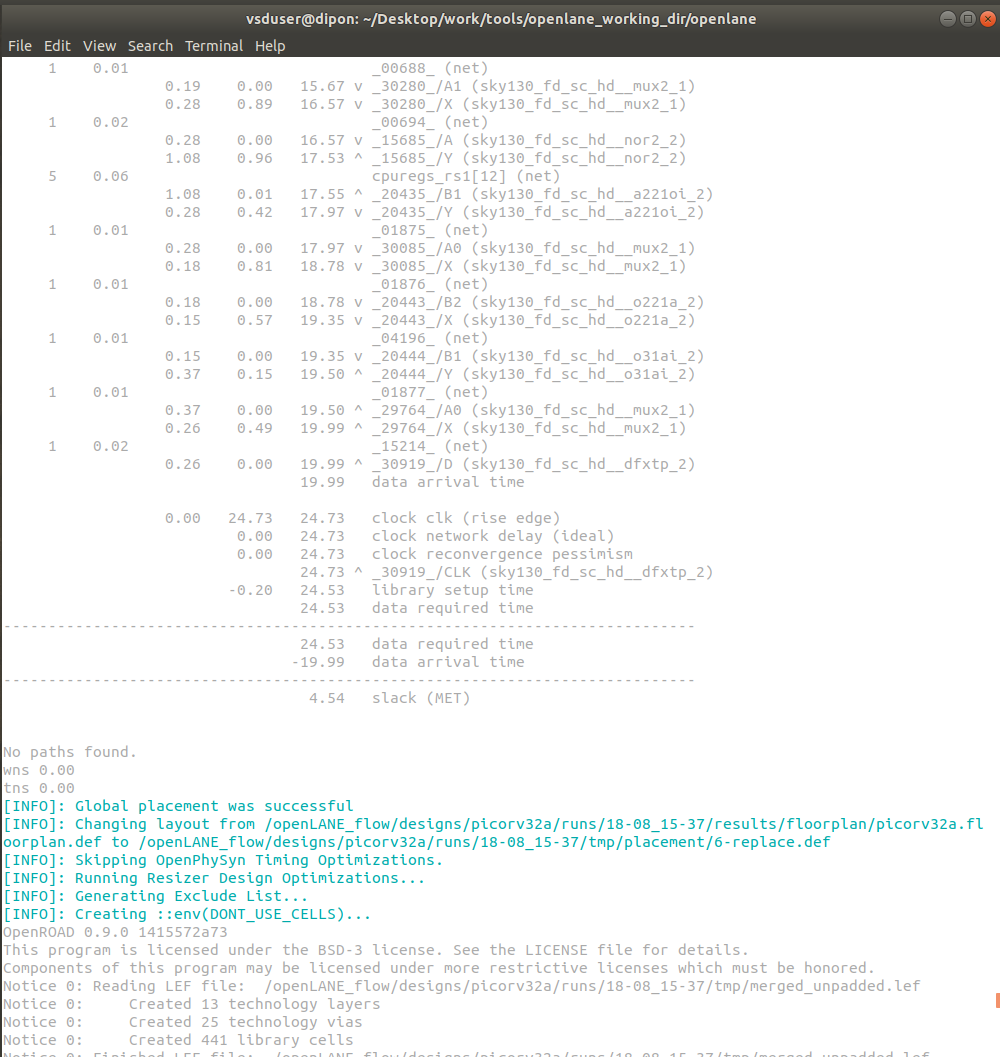 vsduser@dipon: ~/Desktop/work/tools/openlane_working_dir/openlane
File Edit View Search Terminal Help
1 0.01 _00688_ (net)
0.19 0.00 15.67 v _30280_/A1 (sky130_fd_sc_hd__mux2_1)
0.28 0.89 16.57 v _30280_/X (sky130_fd_sc_hd__mux2_1)
1 0.02 _00694_ (net)
0.28 0.00 16.57 v _15685_/A (sky130_fd_sc_hd__nor2_2)
1.08 0.96 17.53 ^ _15685_/Y (sky130_fd_sc_hd__nor2_2)
5 0.06 cpuregs_rs1[12] (net)
1.08 0.01 17.55 ^ _20435_/B1 (sky130_fd_sc_hd__a221oi_2)
0.28 0.42 17.97 v _20435_/Y (sky130_fd_sc_hd__a221oi_2)
1 0.01 _01875_ (net)
0.28 0.00 17.97 v _30085_/A0 (sky130_fd_sc_hd__mux2_1)
0.18 0.81 18.78 v _30085_/X (sky130_fd_sc_hd__mux2_1)
1 0.01 _01876_ (net)
0.18 0.00 18.78 v _20443_/B2 (sky130_fd_sc_hd__o221a_2)
0.15 0.57 19.35 v _20443_/X (sky130_fd_sc_hd__o221a_2)
1 0.01 _04196_ (net)
0.15 0.00 19.35 v _20444_/B1 (sky130_fd_sc_hd__o31ai_2)
0.37 0.15 19.50 ^ _20444_/Y (sky130_fd_sc_hd__o31ai_2)
1 0.01 _01877_ (net)
0.37 0.00 19.50 ^ _29764_/A0 (sky130_fd_sc_hd__mux2_1)
0.26 0.49 19.99 ^ _29764_/X (sky130_fd_sc_hd__mux2_1)
1 0.02 _15214_ (net)
0.26 0.00 19.99 ^ _30919_/D (sky130_fd_sc_hd__dfxtp_2)
19.99 data arrival time
0.00 24.73 24.73 clock clk (rise edge)
0.00 24.73 clock network delay (ideal)
0.00 24.73 clock reconvergence pessimism
24.73 ^ _30919_/CLK (sky130_fd_sc_hd__dfxtp_2)
-0.20 24.53 library setup time
24.53 data required time
-----------------------------------------------------------------------------
24.53 data required time
-19.99 data arrival time
-----------------------------------------------------------------------------
4.54 slack (MET)
No paths found.
wns 0.00
tns 0.00
[INFO]: Global placement was successful
[INFO]: Changing layout from /openLANE_flow/designs/picorv32a/runs/18-08_15-37/results/floorplan/picorv32a.fl
oorplan.def to /openLANE_flow/designs/picorv32a/runs/18-08_15-37/tmp/placement/6-replace.def
[INFO]: Skipping OpenPhySyn Timing Optimizations.
[INFO]: Running Resizer Design Optimizations...
[INFO]: Generating Exclude List...
[INFO]: Creating ::env(DONT_USE_CELLS)...
OpenROAD 0.9.0 1415572a73
This program is licensed under the BSD-3 license. See the LICENSE file for details.
Components of this program may be licensed under more restrictive licenses which must be honored.
Notice 0: Reading LEF file:  /openLANE_flow/designs/picorv32a/runs/18-08_15-37/tmp/merged_unpadded.lef
Notice 0:     Created 13 technology layers
Notice 0:     Created 25 technology vias
Notice 0:     Created 441 library cells
Notice 0: Finished LEF file:  /openLANE_flow/designs/picorv32a/runs/18-08_15-37/tmp/merged_unpadded.lef